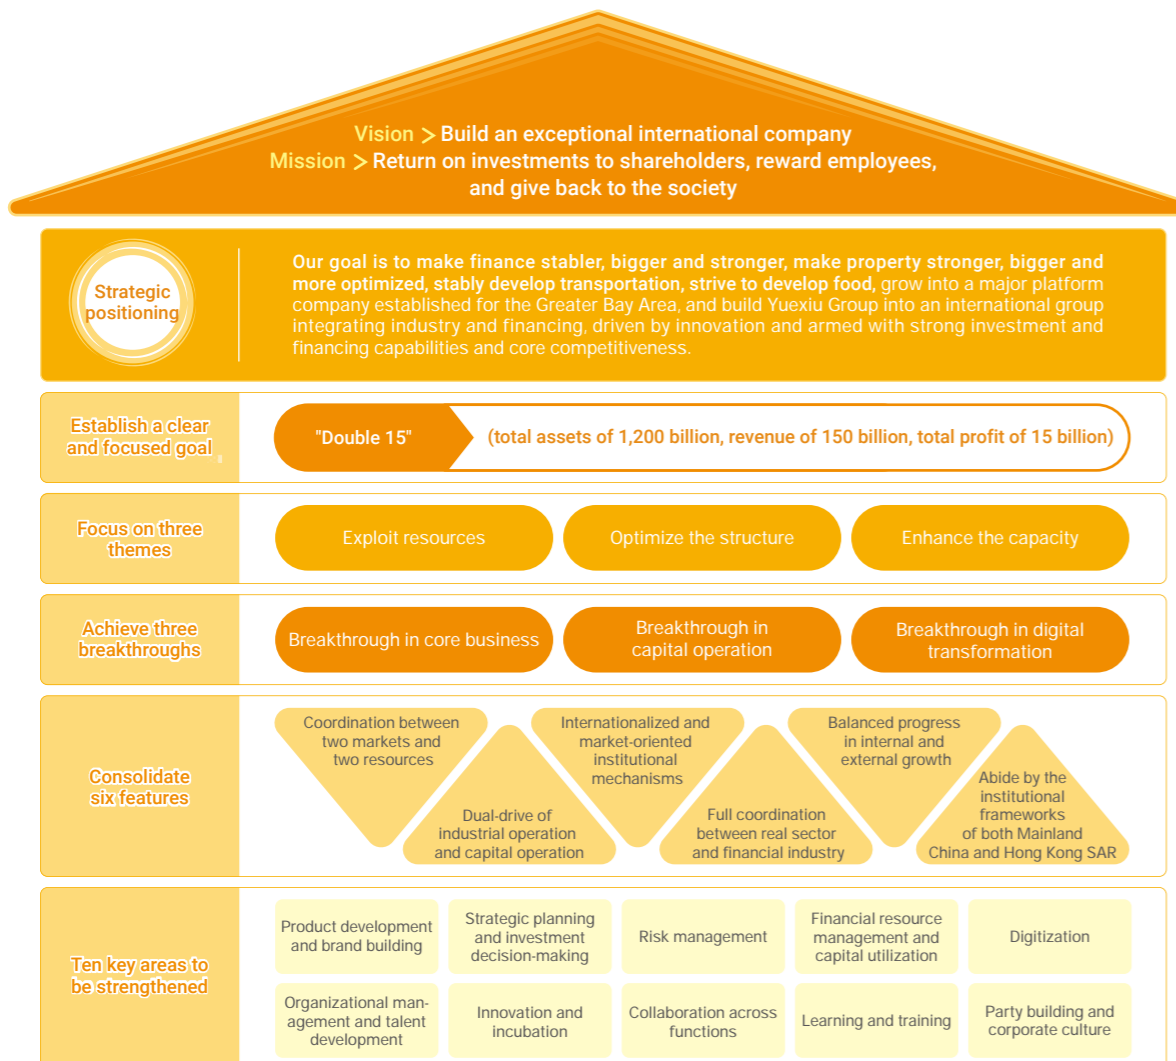 Vision > Build an exceptional international company
Mission > Return on investments to shareholders, reward employees,
and give back to the society
Strategic
positioning
Our goal is to make finance stabler, bigger and stronger, make property stronger, bigger and
more optimized, stably develop transportation, strive to develop food, grow into a major platform
company established for the Greater Bay Area, and build Yuexiu Group into an international group
integrating industry and financing, driven by innovation and armed with strong investment and
financing capabilities and core competitiveness.
Establish a clear
and focused goal
"Double 15"
(total assets of 1,200 billion, revenue of 150 billion, total profit of 15 billion)
Focus on three
themes
Exploit resources
Optimize the structure
Enhance the capacity
Achieve three
breakthroughs
Breakthrough in core business
Breakthrough in
capital operation
Breakthrough in digital
transformation
Consolidate
six features
Coordination between
two markets and
two resources
Dual-drive of
industrial operation
and capital operation
Internationalized and
market-oriented
institutional
mechanisms
Full coordination
between real sector
and financial industry
Balanced progress
in internal and
external growth
Abide by the
institutional
frameworks
of both Mainland
China and Hong Kong SAR
Ten key areas to
be strengthened
Product development
and brand building
Strategic planning
and investment
decision-making
Risk management
Financial resource
management and
capital utilization
Digitization
Organizational man-
agement and talent
development
Innovation and
incubation
Collaboration across
functions
Learning and training
Party building and
corporate culture